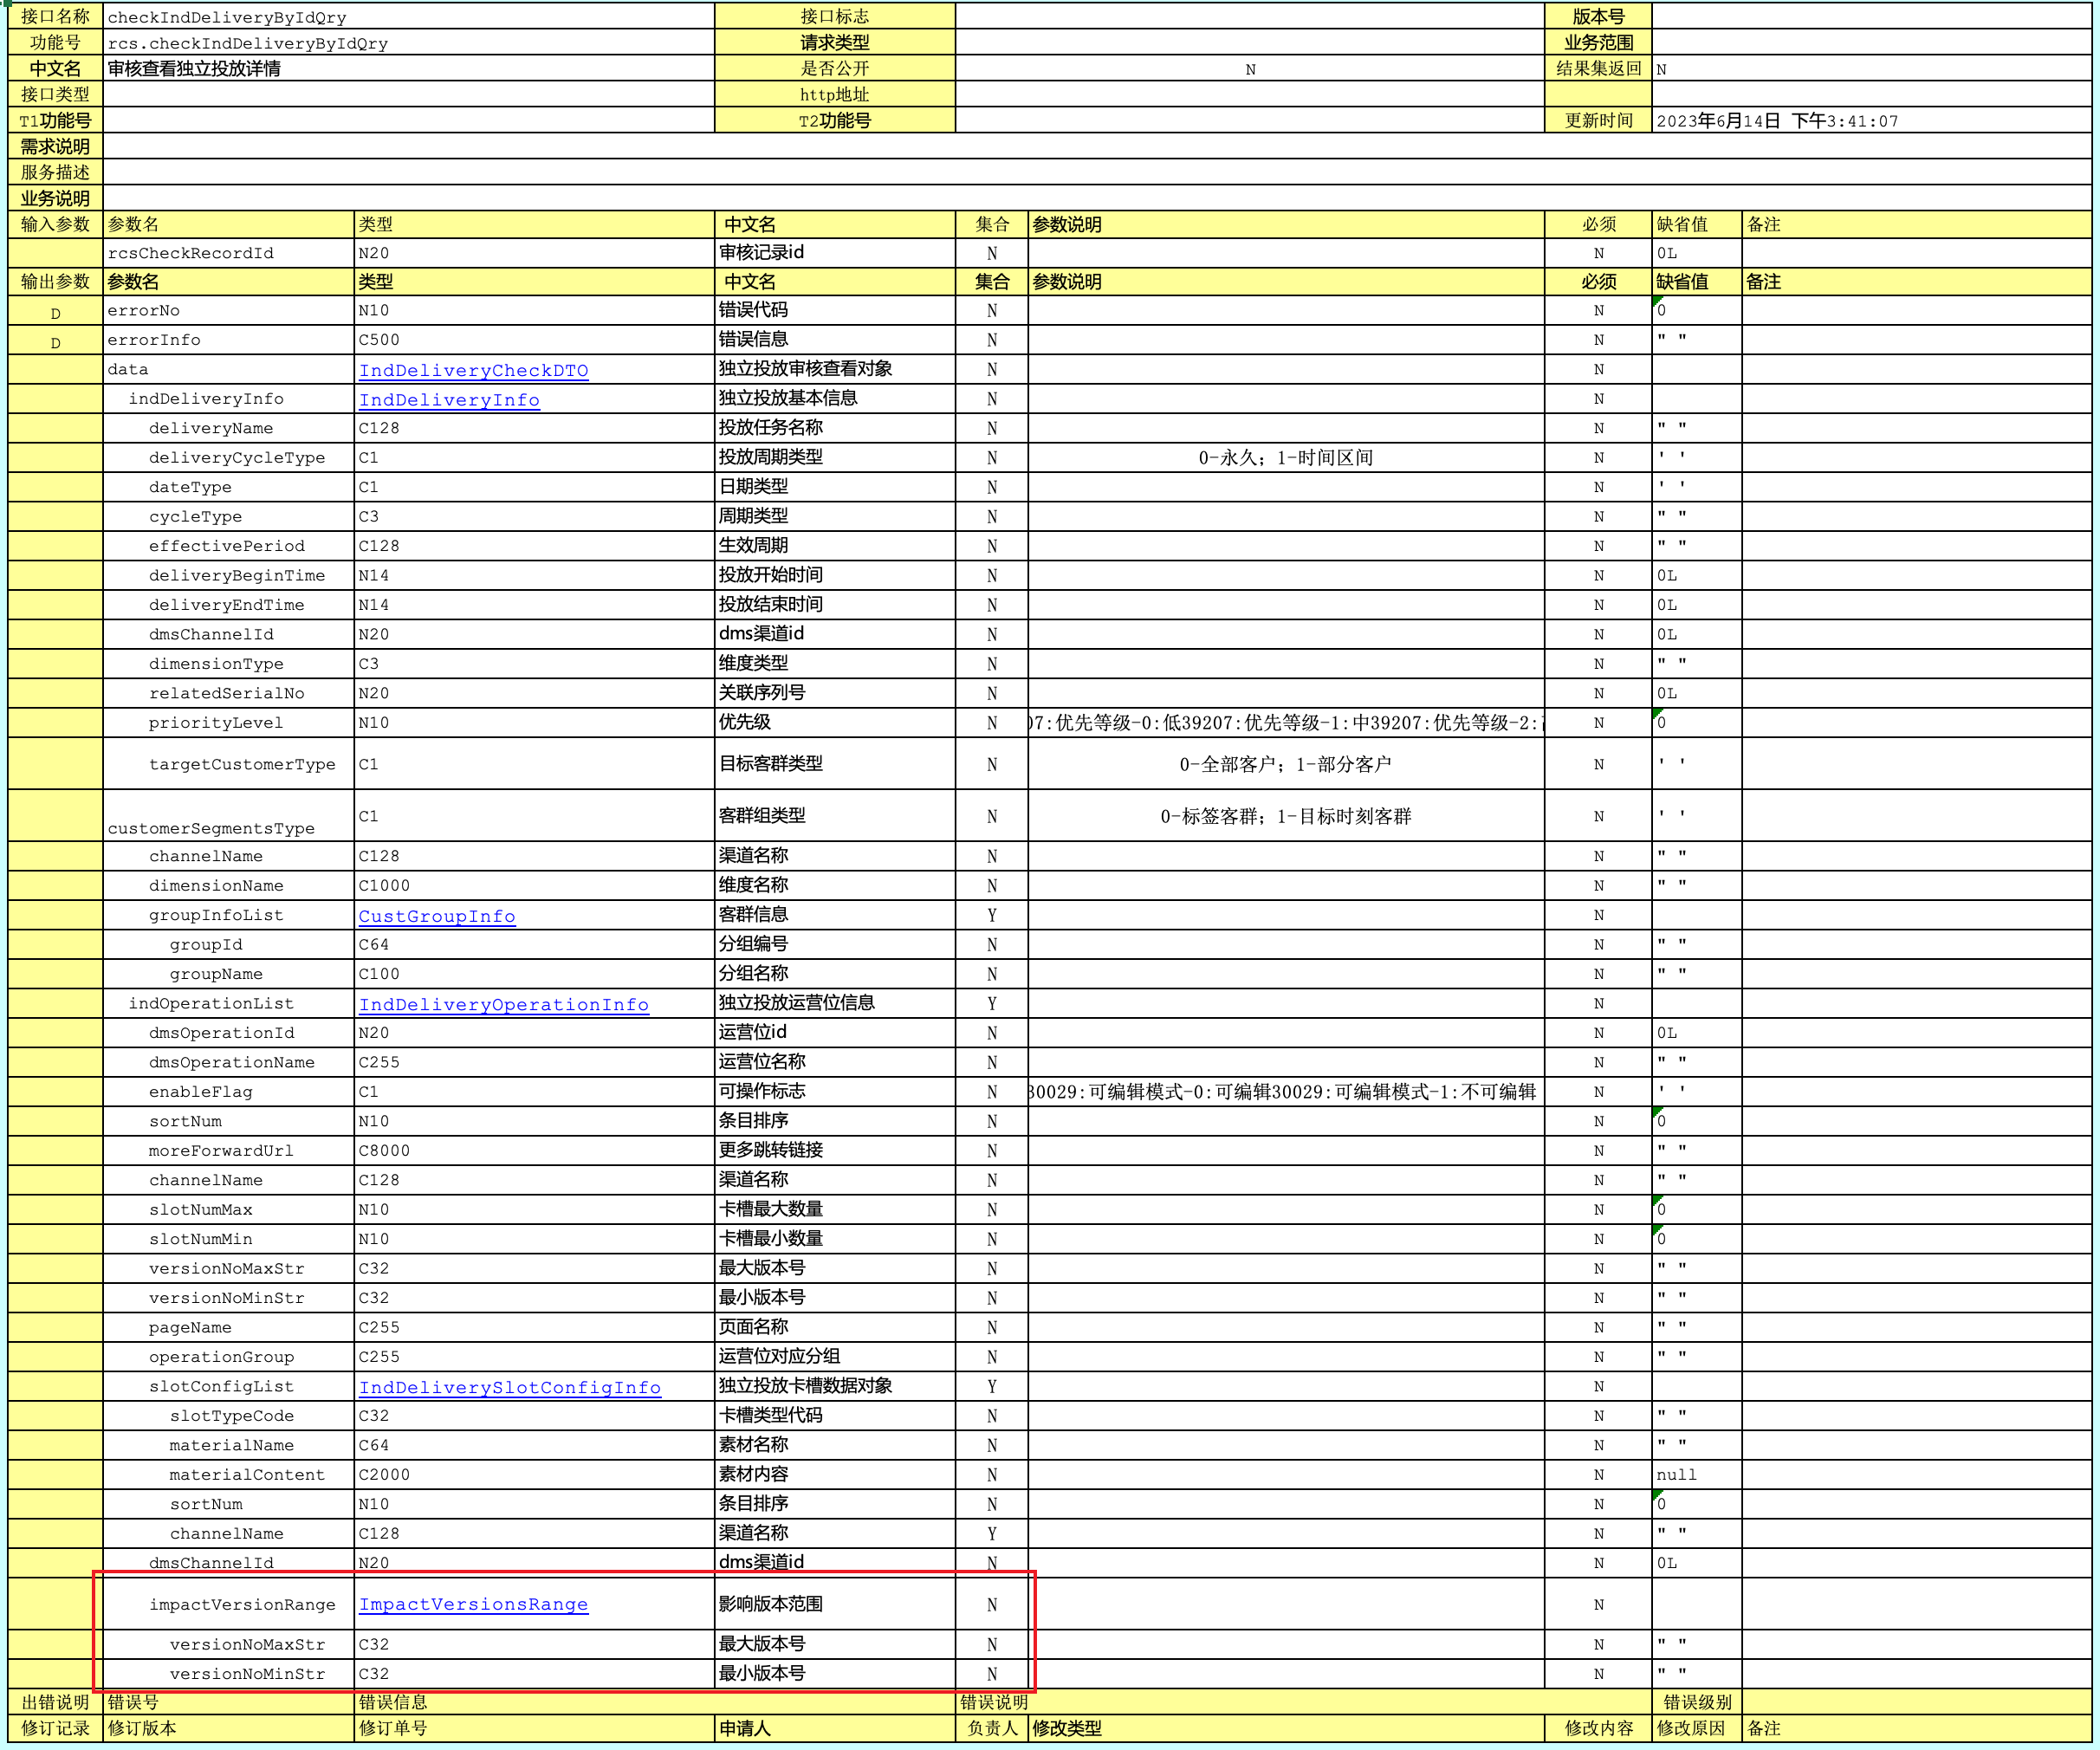 接口名称 checkIndDeliveryByIdQry 接口标志 版本号
功能号 rcs.checkIndDeliveryByIdQry 请求类型 业务范围
中文名 审核查看独立投放详情 是否公开 N 结果集返回 N
接口类型 http地址
T1功能号 T2功能号 更新时间 2023年6月14日 下午3:41:07
需求说明
服务描述
业务说明
输入参数 参数名 类型 中文名 集合 参数说明 必须 缺省值 备注
rcsCheckRecordId N20 审核记录id N N 0L
输出参数 参数名 类型 中文名 集合 参数说明 必须 缺省值 备注
D errorNo N10 错误代码 N N 0
D errorInfo C500 错误信息 N N " "
data IndDeliveryCheckDTO 独立投放审核查看对象 N N
indDeliveryInfo IndDeliveryInfo 独立投放基本信息 N N
deliveryName C128 投放任务名称 N N " "
deliveryCycleType C1 投放周期类型 N 0-永久；1-时间区间 N ' '
dateType C1 日期类型 N N ' '
cycleType C3 周期类型 N N " "
effectivePeriod C128 生效周期 N N " "
deliveryBeginTime N14 投放开始时间 N N 0L
deliveryEndTime N14 投放结束时间 N N 0L
dmsChannelId N20 dms渠道id N N 0L
dimensionType C3 维度类型 N N " "
relatedSerialNo N20 关联序列号 N N 0L
priorityLevel N10 优先级 N 07:优先等级-0:低39207:优先等级-1:中39207:优先等级-2: N 0
targetCustomerType C1 目标客群类型 N 0-全部客户；1-部分客户 N ' '
customerSegmentsType C1 客群组类型 N 0-标签客群；1-目标时刻客群 N ' '
channelName C128 渠道名称 N N " "
dimensionName C1000 维度名称 N N " "
groupInfoList CustGroupInfo 客群信息 Y N
groupId C64 分组编号 N N " "
groupName C100 分组名称 N N " "
indOperationList IndDeliveryOperationInfo 独立投放运营位信息 Y N
dmsOperationId N20 运营位id N N 0L
dmsOperationName C255 运营位名称 N N " "
enableFlag C1 可操作标志 N 30029:可编辑模式-0:可编辑30029:可编辑模式-1:不可编辑 N ' '
sortNum N10 条目排序 N N 0
moreForwardUrl C8000 更多跳转链接 N N " "
channelName C128 渠道名称 N N " "
slotNumMax N10 卡槽最大数量 N N 0
slotNumMin N10 卡槽最小数量 N N 0
versionNoMaxStr C32 最大版本号 N N " "
versionNoMinStr C32 最小版本号 N N " "
pageName C255 页面名称 N N " "
operationGroup C255 运营位对应分组 N N " "
slotConfigList IndDeliverySlotConfigInfo 独立投放卡槽数据对象 Y N
slotTypeCode C32 卡槽类型代码 N N " "
materialName C64 素材名称 N N " "
materialContent C2000 素材内容 N N null
sortNum N10 条目排序 N N 0
channelName C128 渠道名称 Y N " "
dmsChannelId N20 dms渠道id N N 0L
impactVersionRange ImpactVersionsRange 影响版本范围 N N
versionNoMaxStr C32 最大版本号 N N " "
versionNoMinStr C32 最小版本号 N N " "
出错说明 错误号 错误信息 错误说明 错误级别
修订记录 修订版本 修订单号 申请人 负责人 修改类型 修改内容 修改原因 备注